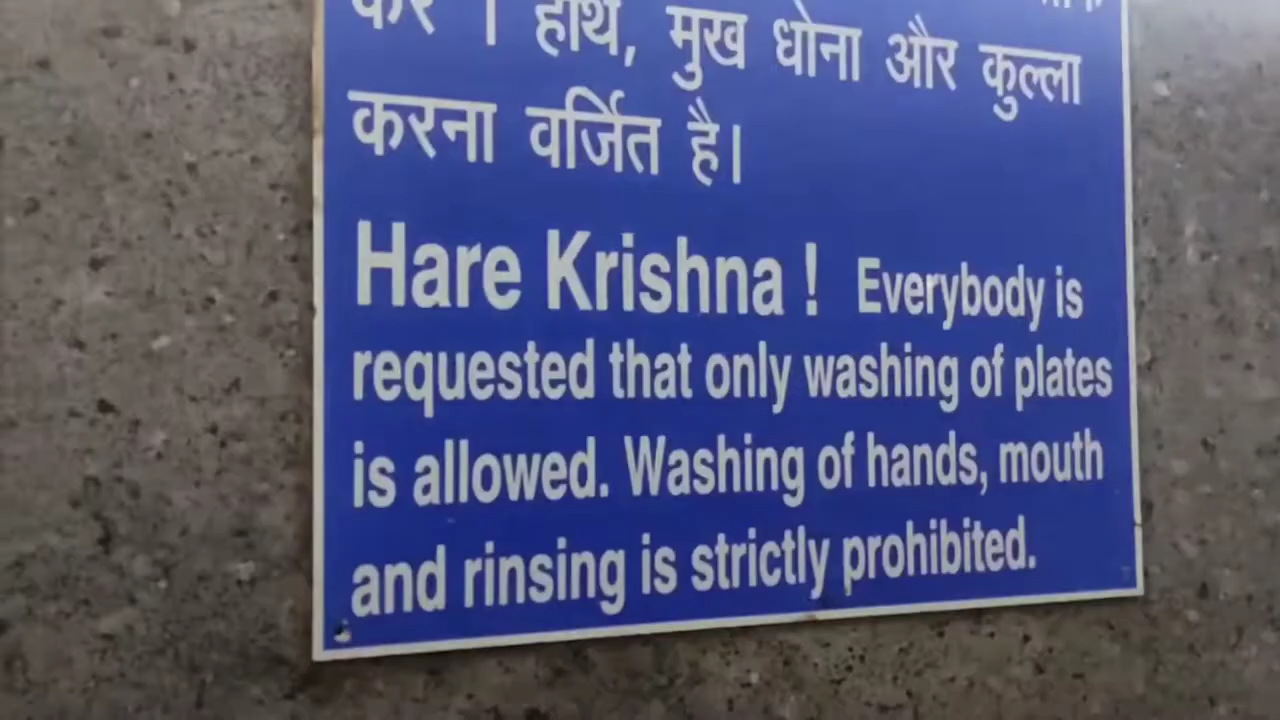 करें । हाथ, मुख धोना और कुल्ला
करना वर्जित है।
Hare Krishna ! Everybody is
requested that only washing of plates
is allowed. Washing of hands, mouth
and rinsing is strictly prohibited.